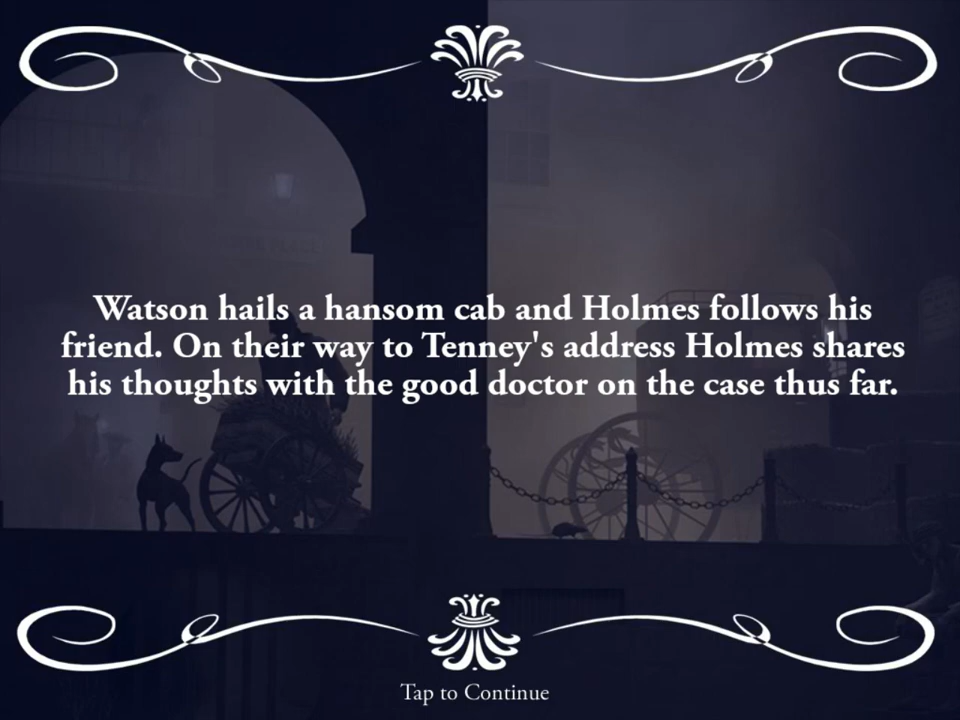 Watson hails a hansom cab and Holmes follows his
friend. On their way to Tenney's address Holmes shares
his thoughts with the good doctor on the case thus far.
Tap to Continue